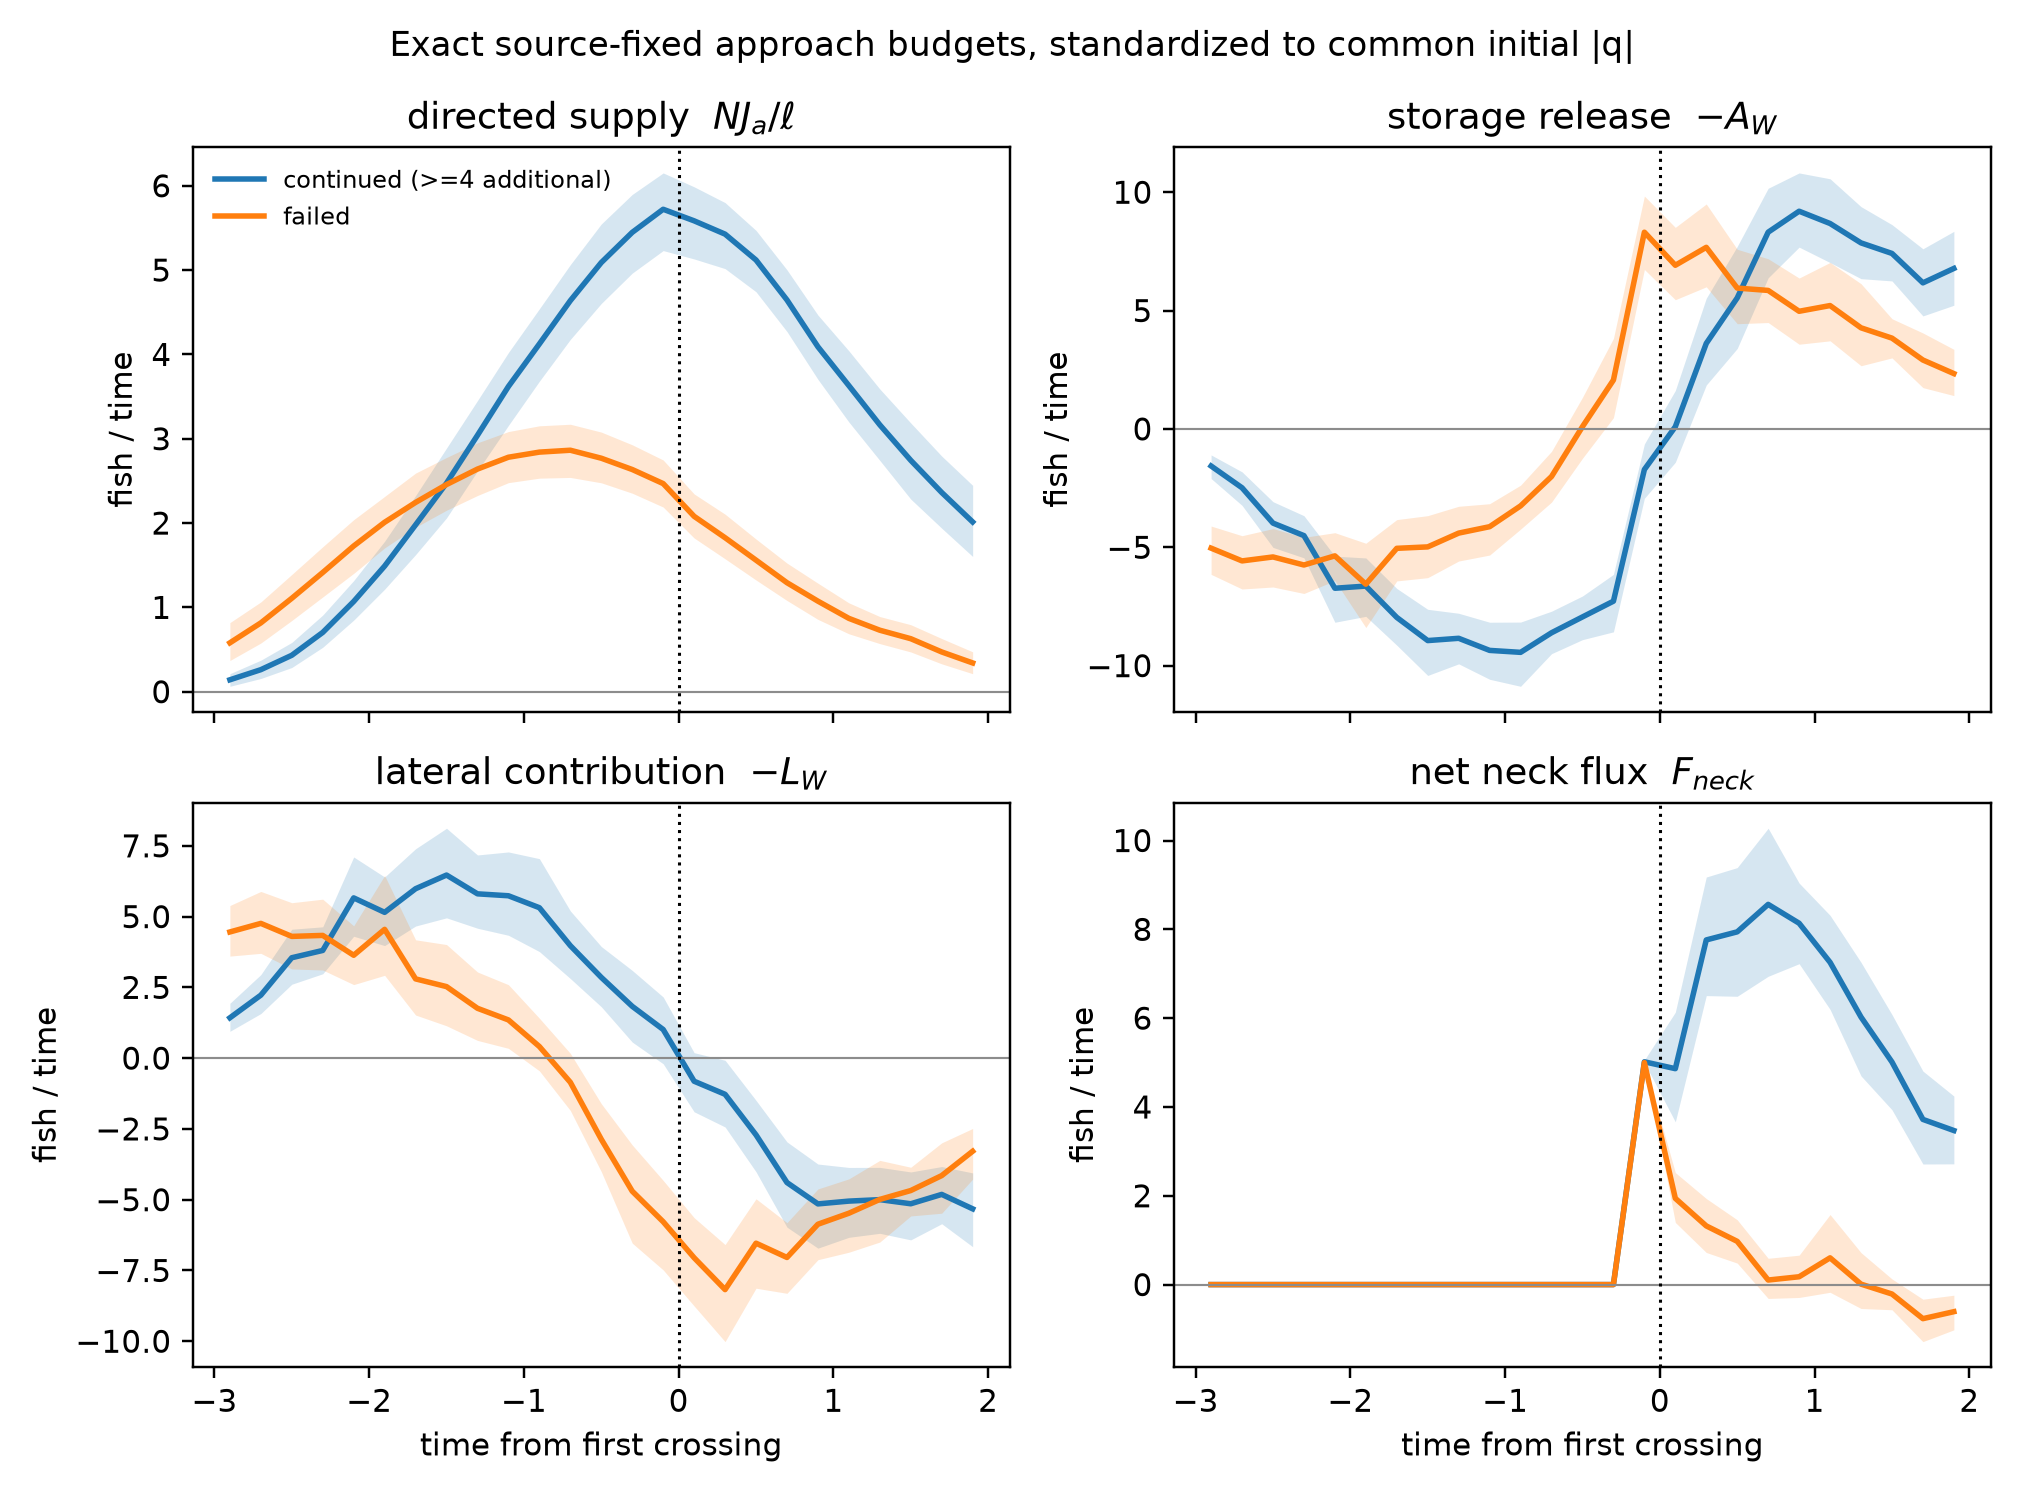 Exact source-fixed approach budgets, standardized to common initial |q|
directed supply NJₐ/ℓ
fish / time
6
5
4
3
2
1
0
continued (>=4 additional)
failed
storage release −A_W
fish / time
10
5
0
−5
−10
lateral contribution −L_W
fish / time
7.5
5.0
2.5
0.0
−2.5
−5.0
−7.5
−10.0
−3 −2 −1 0 1 2
time from first crossing
net neck flux F_neck
fish / time
10
8
6
4
2
0
−3 −2 −1 0 1 2
time from first crossing